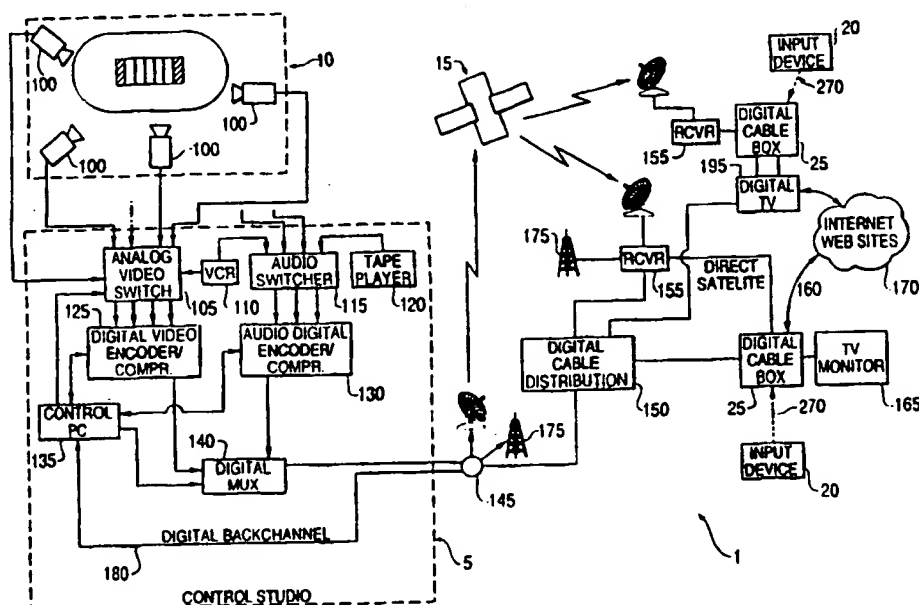 100
10
100
100
100
15
20
INPUT
DEVICE
270
RCVR
155
DIGITAL
CABLE
BOX
25
195
DIGITAL
TV
INTERNET
WEB SITES
170
175
RCVR
155
DIRECT
SATELITE
160
ANALOG
VIDEO
SWITCH
105
VCR
110
AUDIO
SWITCHER
115
TAPE
PLAYER
120
125
DIGITAL VIDEO
ENCODER/
COMPR.
AUDIO DIGITAL
ENCODER/
COMPR.
130
DIGITAL CABLE
DISTRIBUTION
150
DIGITAL
CABLE
BOX
25
TV
MONITOR
165
270
INPUT
DEVICE
20
CONTROL
PC
135
140
DIGITAL
MUX
175
145
DIGITAL BACKCHANNEL
180
5
1
CONTROL STUDIO